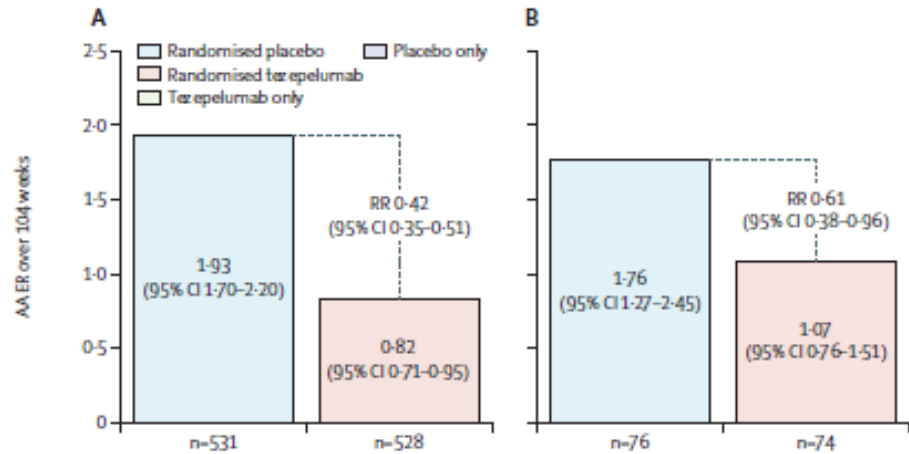 A
B
Randomised placebo
Placebo only
Randomised tezepelumab
Tezepelumab only
AAER over 104 weeks
2·5
2·0
1·5
1·0
0·5
0
RR 0·42
(95% CI 0·35–0·51)
1·93
(95% CI 1·70–2·20)
0·82
(95% CI 0·71–0·95)
n=531
n=528
RR 0·61
(95% CI 0·38–0·96)
1·76
(95% CI 1·27–2·45)
1·07
(95% CI 0·76–1·51)
n=76
n=74